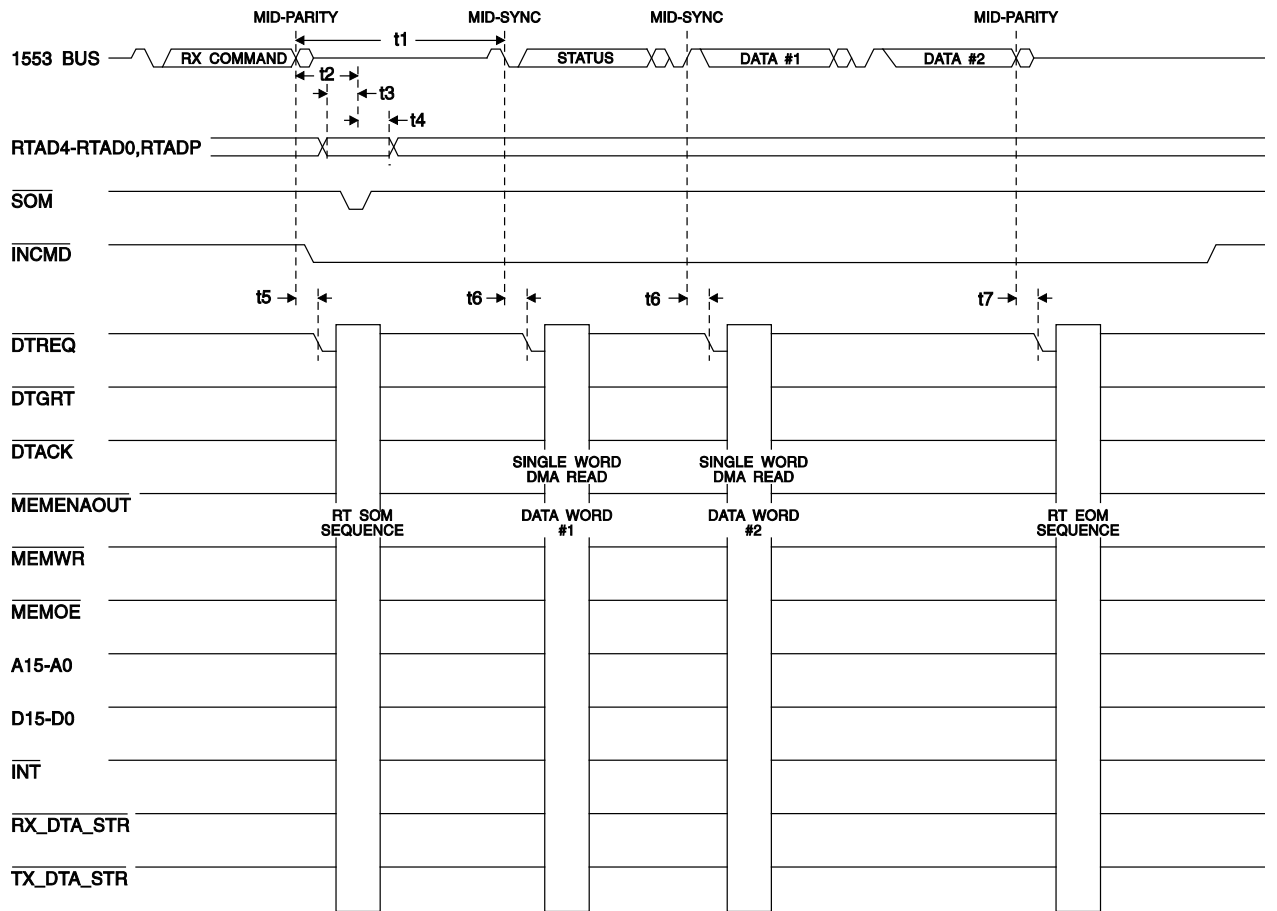 MID-PARITY MID-SYNC MID-SYNC MID-PARITY
t1
1553 BUS RX COMMAND STATUS DATA #1 DATA #2
t2
t3
t4
RTAD4-RTAD0,RTADP
SOM
INCMD
t5 t6 t6 t7
DTREQ
DTGRT
DTACK
SINGLE WORD
DMA READ
SINGLE WORD
DMA READ
MEMENAOUT
RT SOM
SEQUENCE
DATA WORD
#1
DATA WORD
#2
RT EOM
SEQUENCE
MEMWR
MEMOE
A15-A0
D15-D0
INT
RX_DTA_STR
TX_DTA_STR